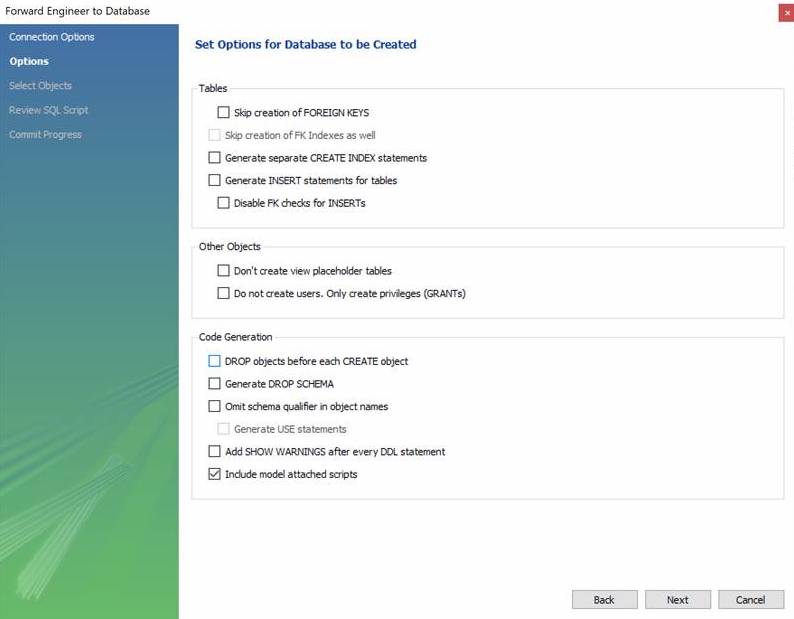 Forward Engineer to Database
×
Connection Options
Options
Select Objects
Review SQL Script
Commit Progress
Set Options for Database to be Created
Tables
Skip creation of FOREIGN KEYS
Skip creation of FK Indexes as well
Generate separate CREATE INDEX statements
Generate INSERT statements for tables
Disable FK checks for INSERTs
Other Objects
Don't create view placeholder tables
Do not create users. Only create privileges (GRANTs)
Code Generation
DROP objects before each CREATE object
Generate DROP SCHEMA
Omit schema qualifier in object names
Generate USE statements
Add SHOW WARNINGS after every DDL statement
Include model attached scripts
Back Next Cancel